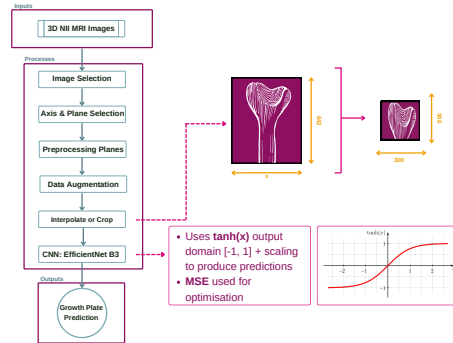 Inputs
3D NII MRI Images
Processes
Image Selection
Axis & Plane Selection
Preprocessing Planes
Data Augmentation
Interpolate or Crop
CNN: EfficientNet B3
Outputs
Growth Plate
Prediction
x
300
300
• Uses tanh(x) output
domain [-1, 1] + scaling
to produce predictions
• MSE used for
optimisation
tanh(x)
1
−1
−2
−1
1
2